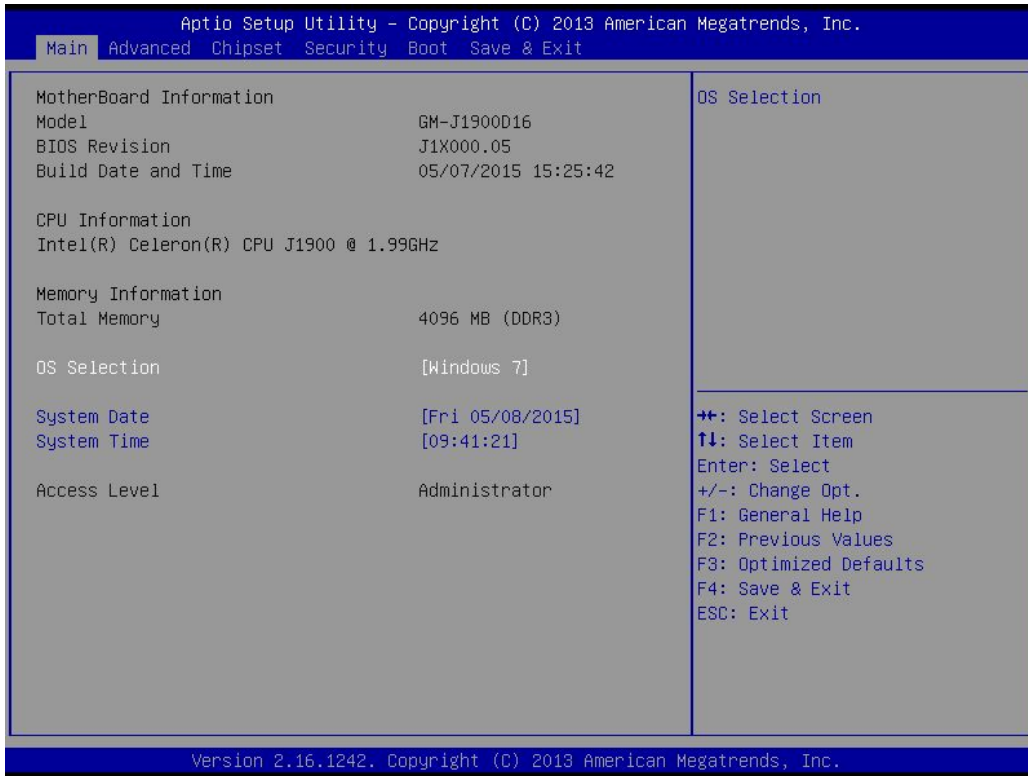 Aptio Setup Utility – Copyright (C) 2013 American Megatrends, Inc.
Main Advanced Chipset Security Boot Save & Exit
MotherBoard Information
Model GM-J1900D16
BIOS Revision J1X000.05
Build Date and Time 05/07/2015 15:25:42
CPU Information
Intel(R) Celeron(R) CPU J1900 @ 1.99GHz
Memory Information
Total Memory 4096 MB (DDR3)
OS Selection [Windows 7]
System Date [Fri 05/08/2015]
System Time [09:41:21]
Access Level Administrator
OS Selection
→←: Select Screen
↑↓: Select Item
Enter: Select
+/-: Change Opt.
F1: General Help
F2: Previous Values
F3: Optimized Defaults
F4: Save & Exit
ESC: Exit
Version 2.16.1242. Copyright (C) 2013 American Megatrends, Inc.